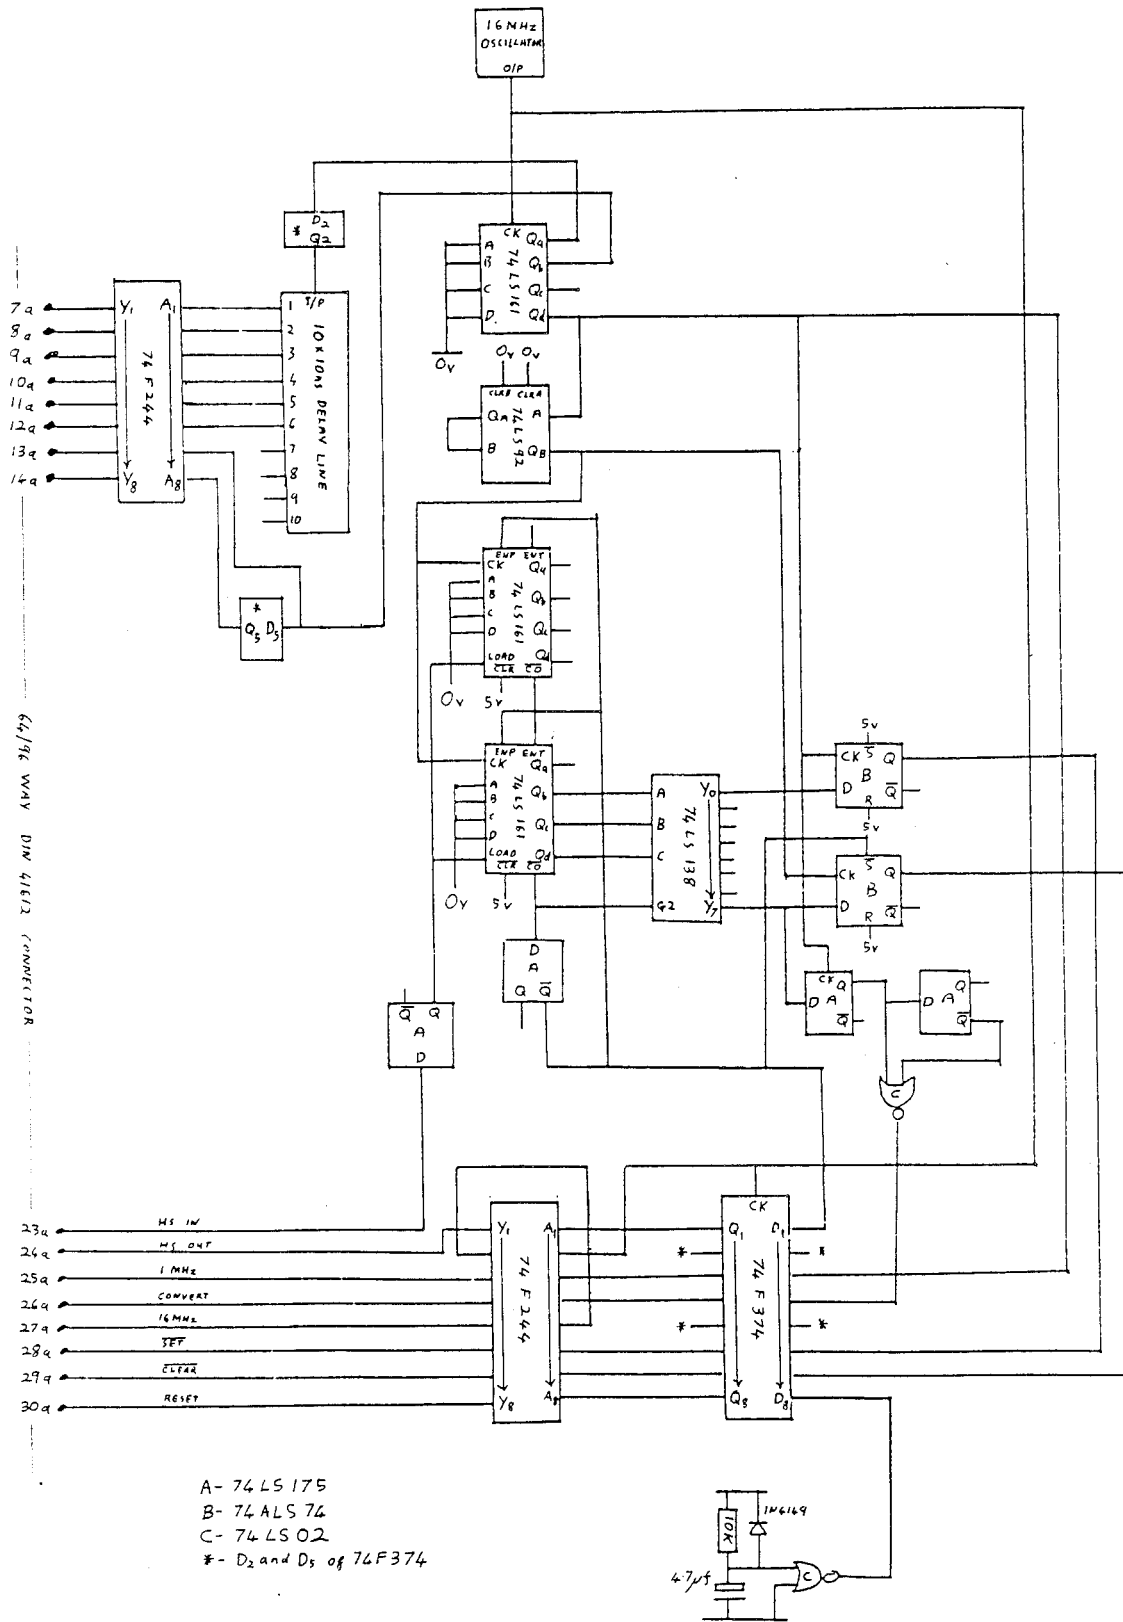 16MHz
OSCILLATOR
O/P
* D2
Q2
CK
A
B
C
D
74LS161
Qa
Qb
Qc
Qd
0v
7a
8a
9a
10a
11a
12a
13a
14a
Y1
Y8
74F244
A1
A8
I/P
1
2
3
4
5
6
7
8
9
10
10x10ns DELAY LINE
0v 0v
CLRB CLRA
QA
B
74LS92
A
QB
*
Q5 D5
ENP ENT
CK
A
B
C
D
LOAD
CLR CO
74LS161
Qa
Qb
Qc
Qd
0v
5v
ENP ENT
CK
A
B
C
D
LOAD
CLR CO
74LS161
Qa
Qb
Qc
Qd
0v
5v
A
B
C
G2
74LS138
Y0
Y7
5v
CK S̅ Q
D B Q̅
R
5v
CK S̅ Q
D B Q̅
R
5v
D
A
Q Q̅
CK Q
D A
Q̅
Q
D A
Q̅
C
Q̅ Q
A
D
64/96 WAY DIN 41612 CONNECTOR
23a HS IN
24a HS OUT
25a 1 MHz
26a CONVERT
27a 16MHz
28a S̅E̅T̅
29a C̅L̅E̅A̅R̅
30a RESET
Y1
Y8
74F244
A1
A8
CK
Q1
Q8
74F374
D1
D8
*
*
*
*
A- 74LS175
B- 74ALS74
C- 74LS02
*- D2 and D5 of 74F374
10K
1N4149
4.7μf
C